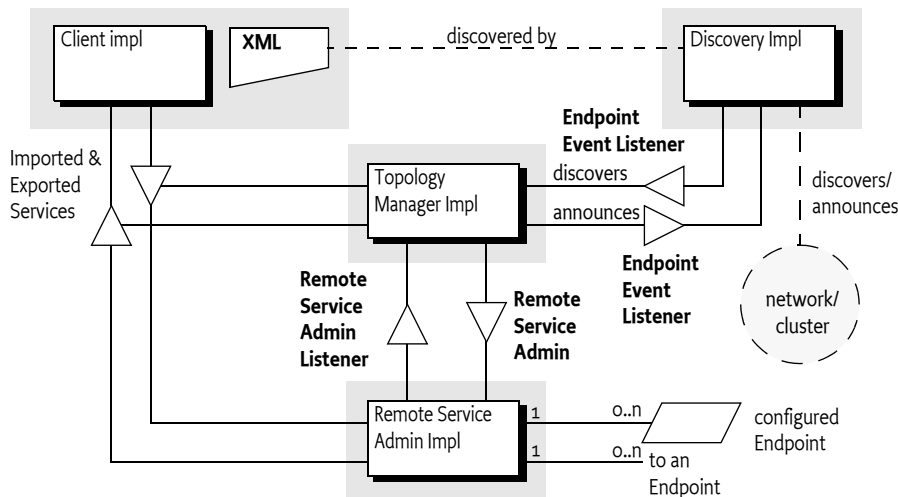 Client impl
XML
discovered by
Discovery Impl
Endpoint
Event Listener
Imported &
Exported
Services
Topology
Manager Impl
discovers
announces
discovers/
announces
Endpoint
Event
Listener
network/
cluster
Remote
Service
Admin
Listener
Remote
Service
Admin
Remote Service
Admin Impl
1
0..n
configured
Endpoint
1
0..n
to an
Endpoint